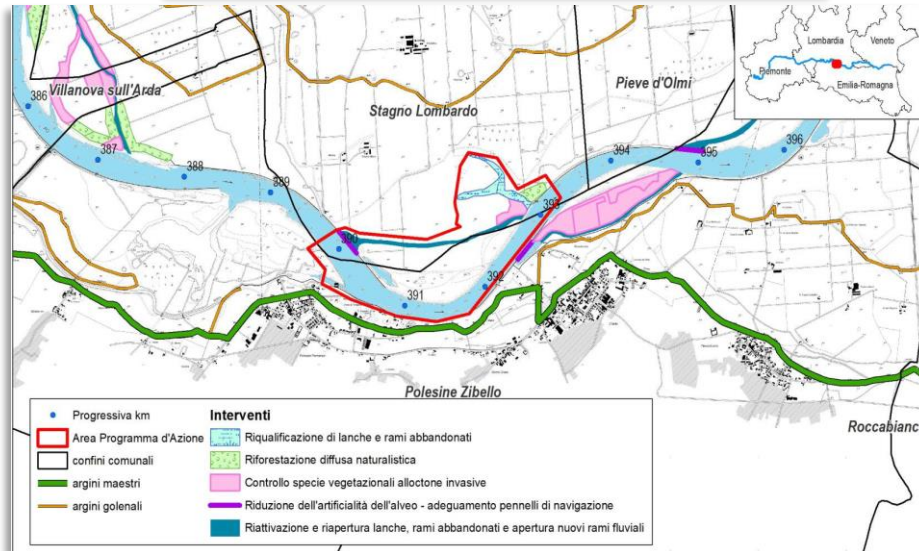 Lombardia
Veneto
Piemonte
Emilia-Romagna
Villanova sull'Arda
Stagno Lombardo
Pieve d'Olmi
386
387
388
389
390
391
392
393
394
395
396
Polesine Zibello
Roccabianc
Progressiva km
Area Programma d'Azione
confini comunali
argini maestri
argini golenali
Interventi
Riqualificazione di lanche e rami abbandonati
Riforestazione diffusa naturalistica
Controllo specie vegetazionali alloctone invasive
Riduzione dell'artificialità dell'alveo - adeguamento pennelli di navigazione
Riattivazione e riapertura lanche, rami abbandonati e apertura nuovi rami fluviali